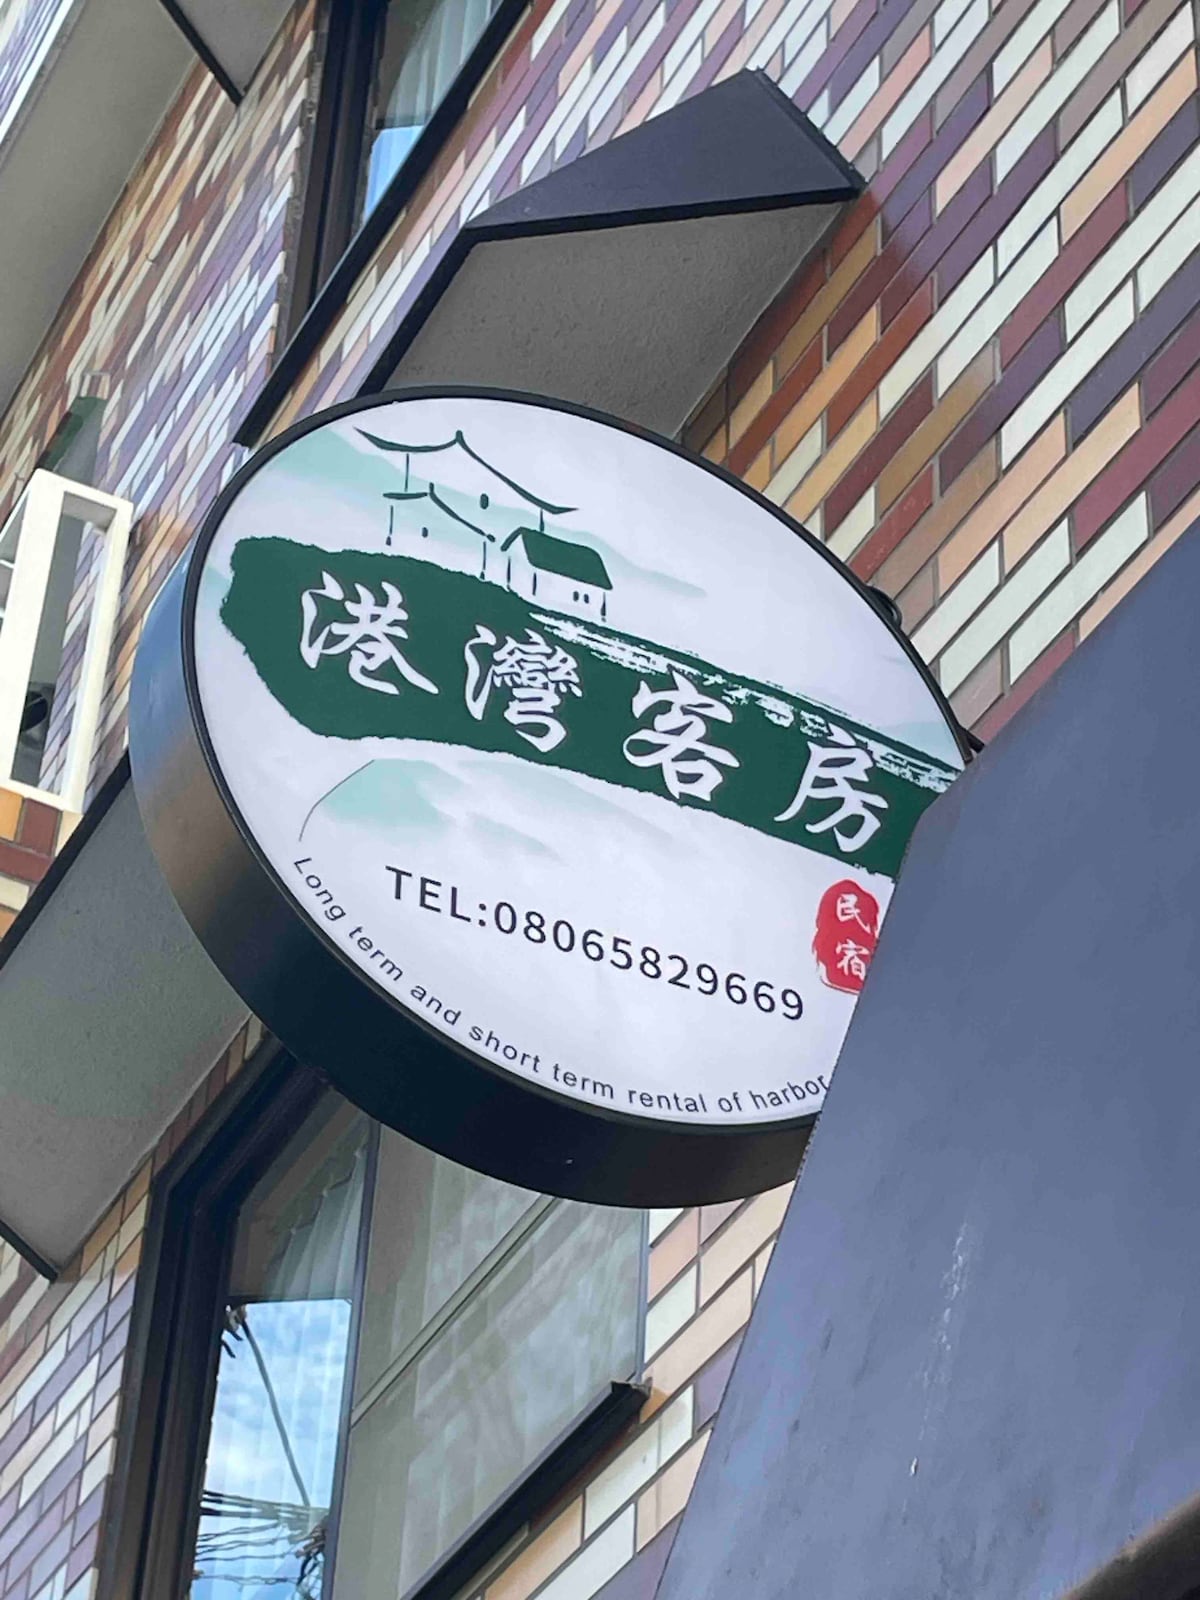 港灣客房
TEL:08065829669
民
宿
Long term and short term rental of harbor